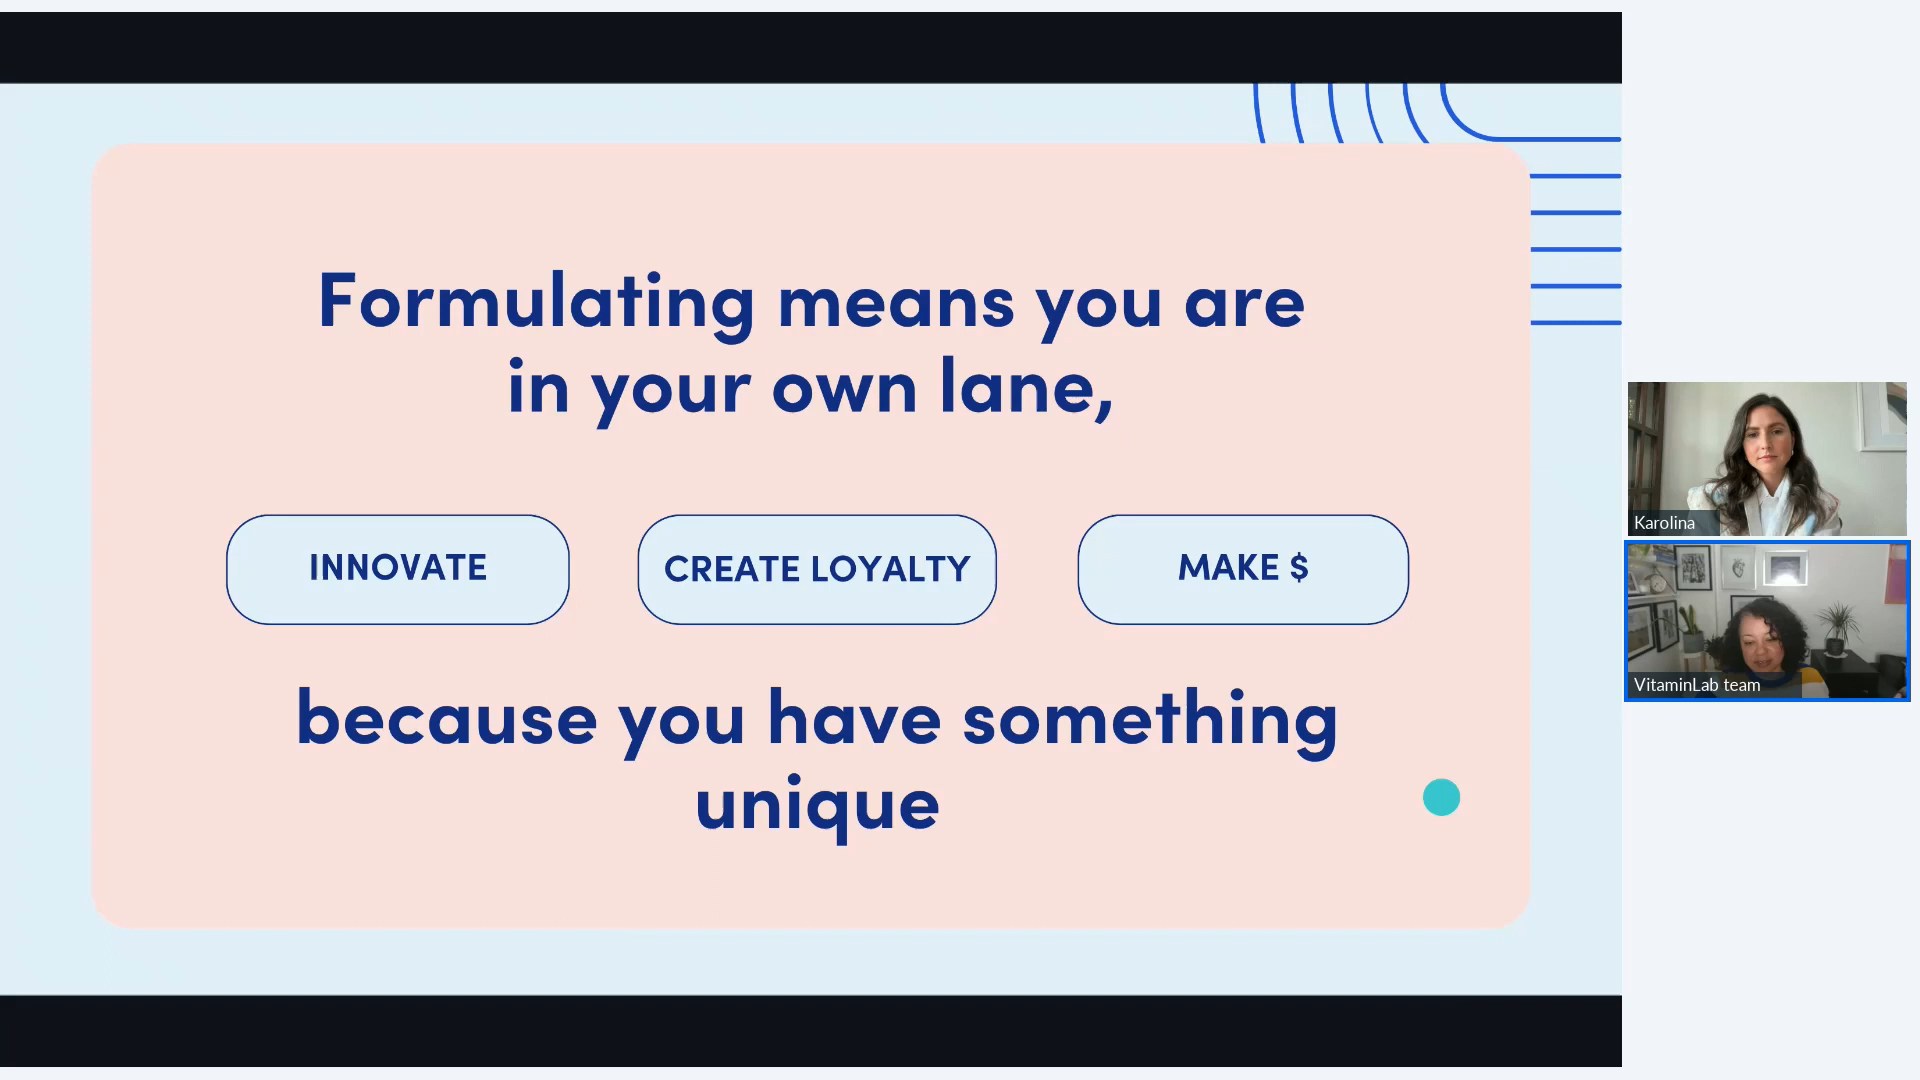 Formulating means you are
in your own lane,
INNOVATE
CREATE LOYALTY
MAKE $
because you have something
unique
Karolina
VitaminLab team